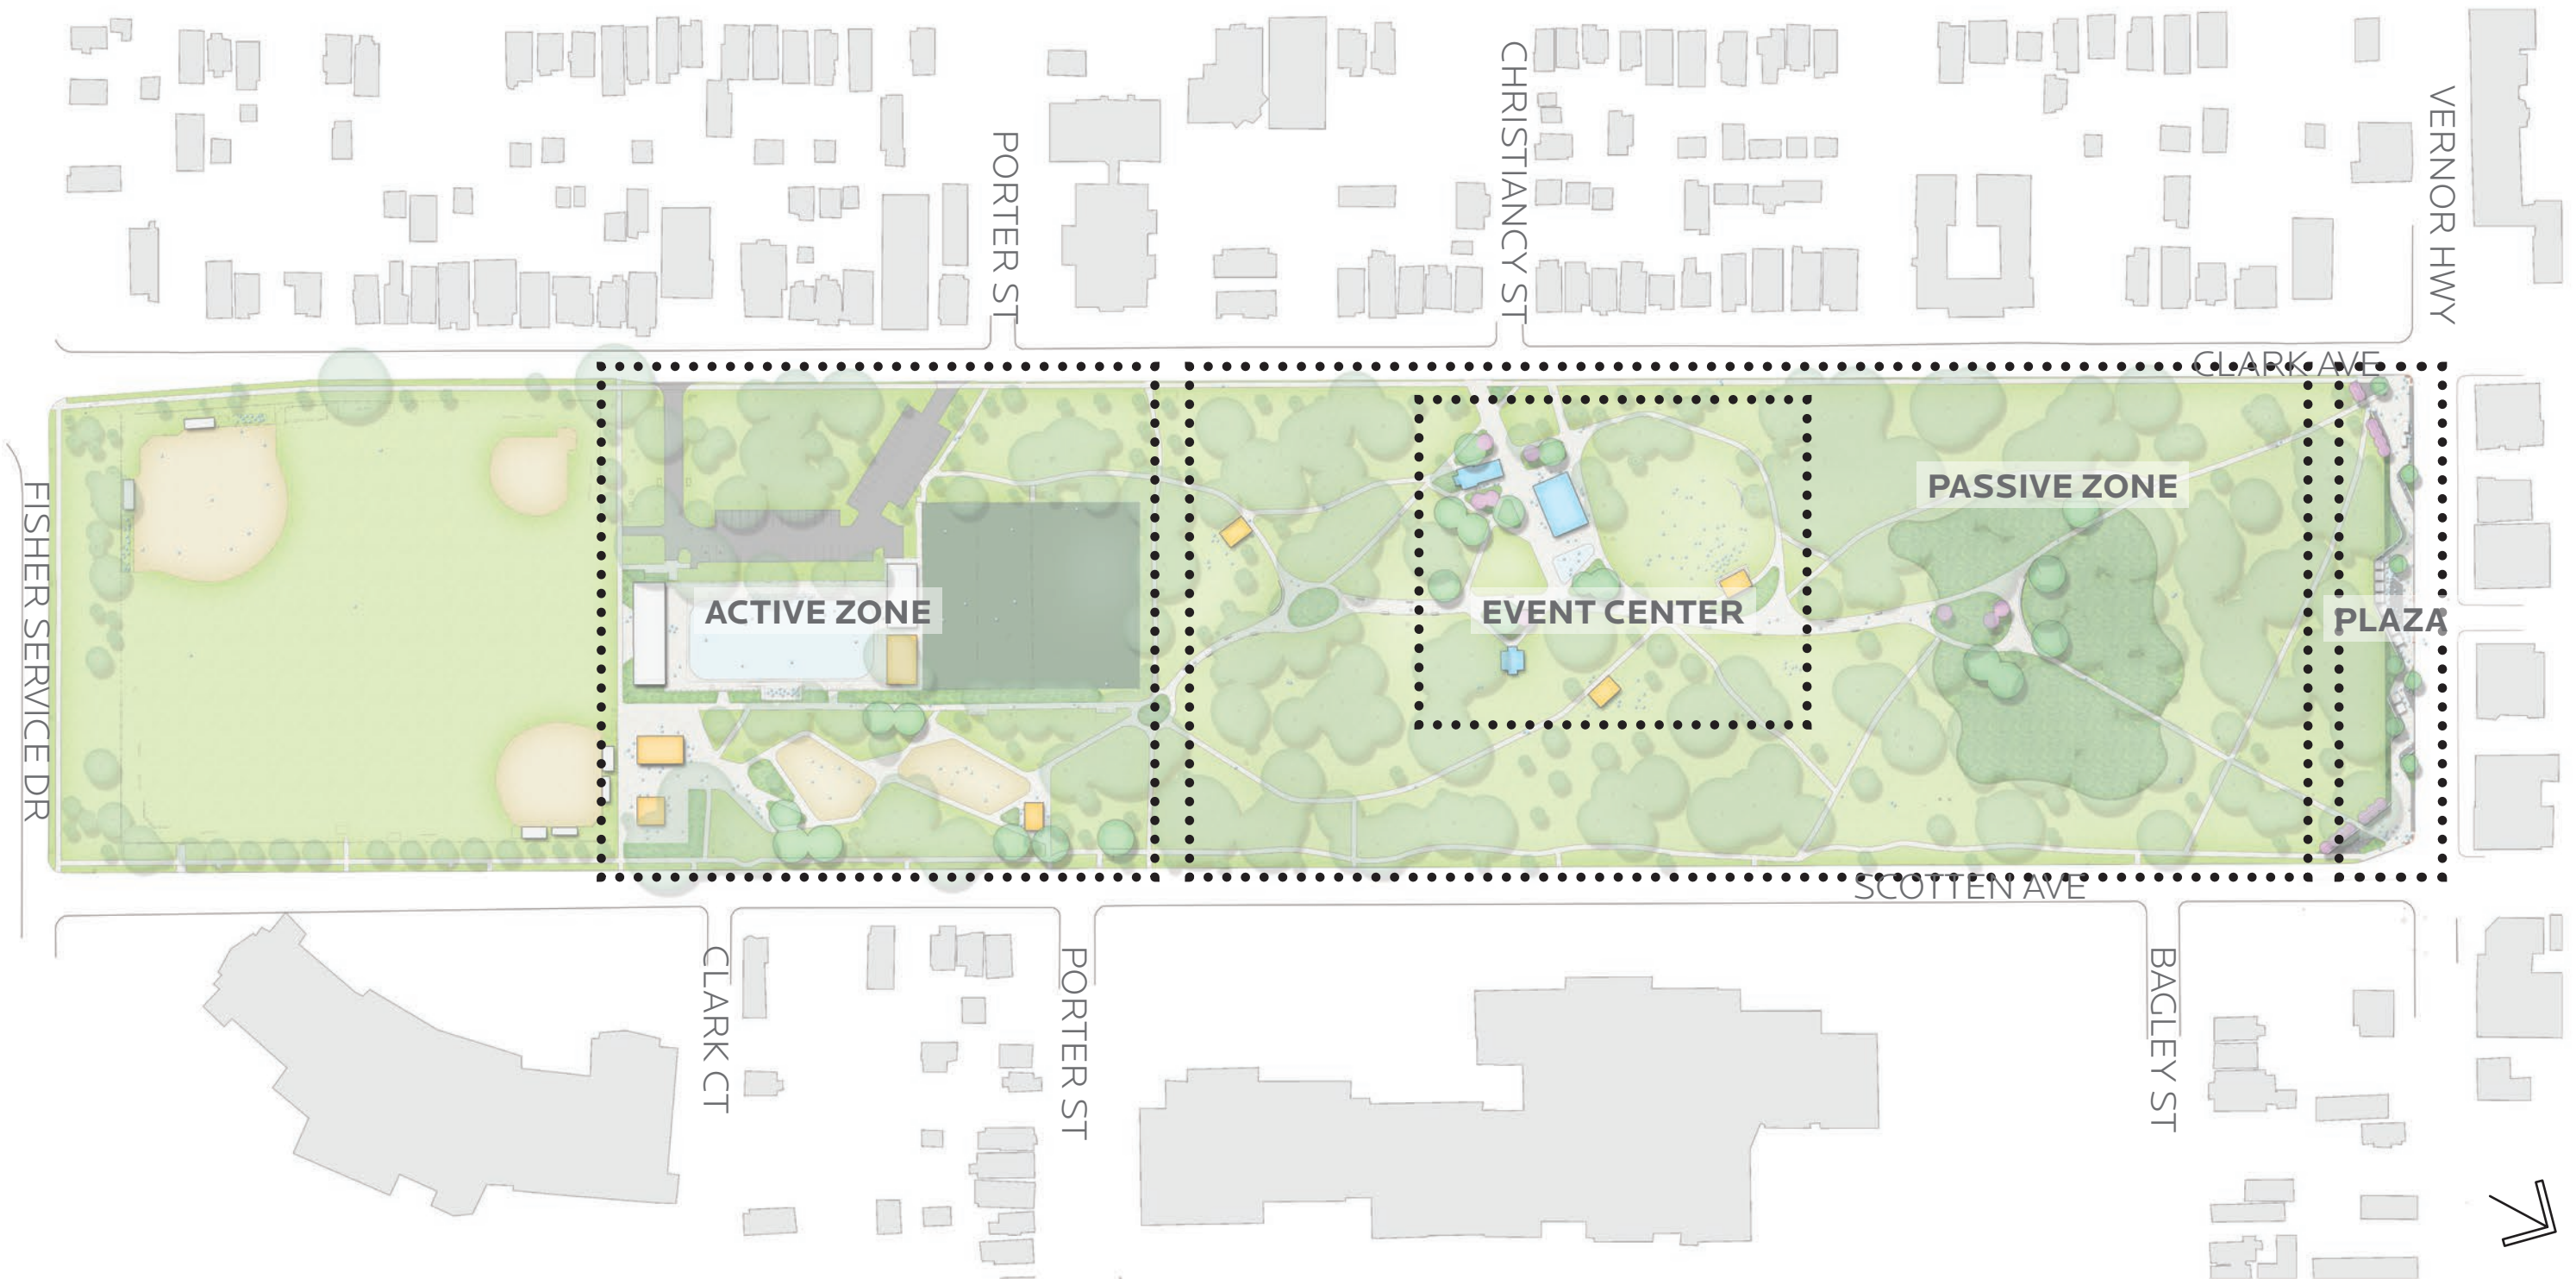 CHRISTIANCY ST
VERNOR HWY
PORTER ST
CLARK AVE
FISHER SERVICE DR
PASSIVE ZONE
ACTIVE ZONE
EVENT CENTER
PLAZA
SCOTTEN AVE
CLARK CT
PORTER ST
BAGLEY ST